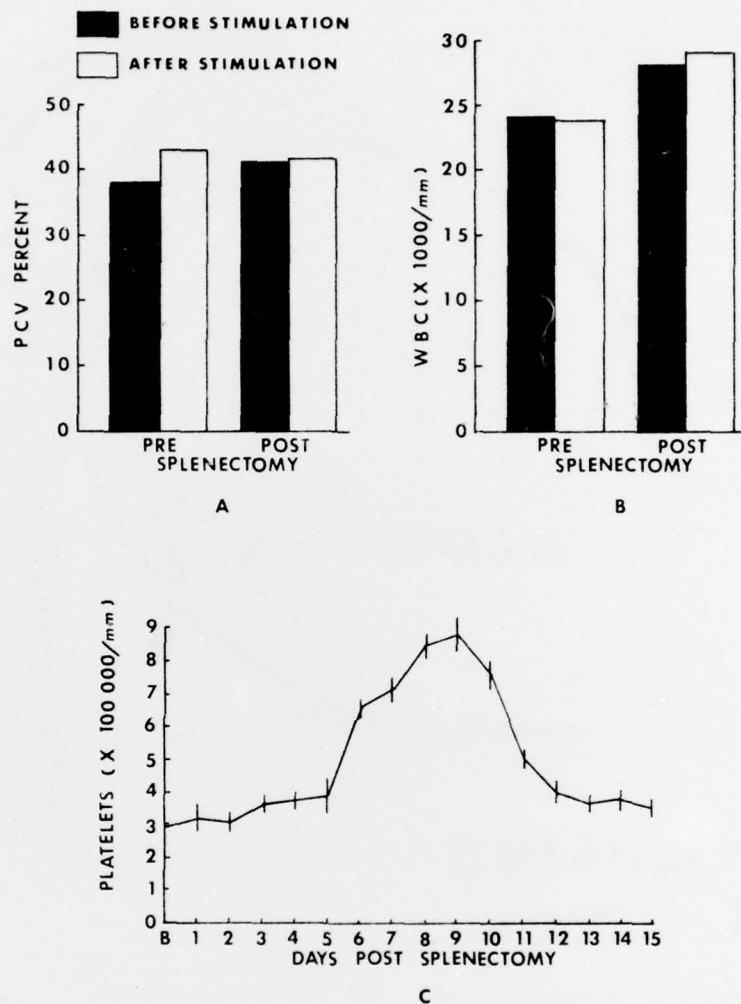 BEFORE STIMULATION
AFTER STIMULATION
50
40
30
20
10
0
PCV PERCENT
PRE POST
SPLENECTOMY
A
30
25
20
15
10
5
0
WBC (X 1000/mm)
PRE POST
SPLENECTOMY
B
9
8
7
6
5
4
3
2
1
0
PLATELETS (X 100 000/mm)
B 1 2 3 4 5 6 7 8 9 10 11 12 13 14 15
DAYS POST SPLENECTOMY
C